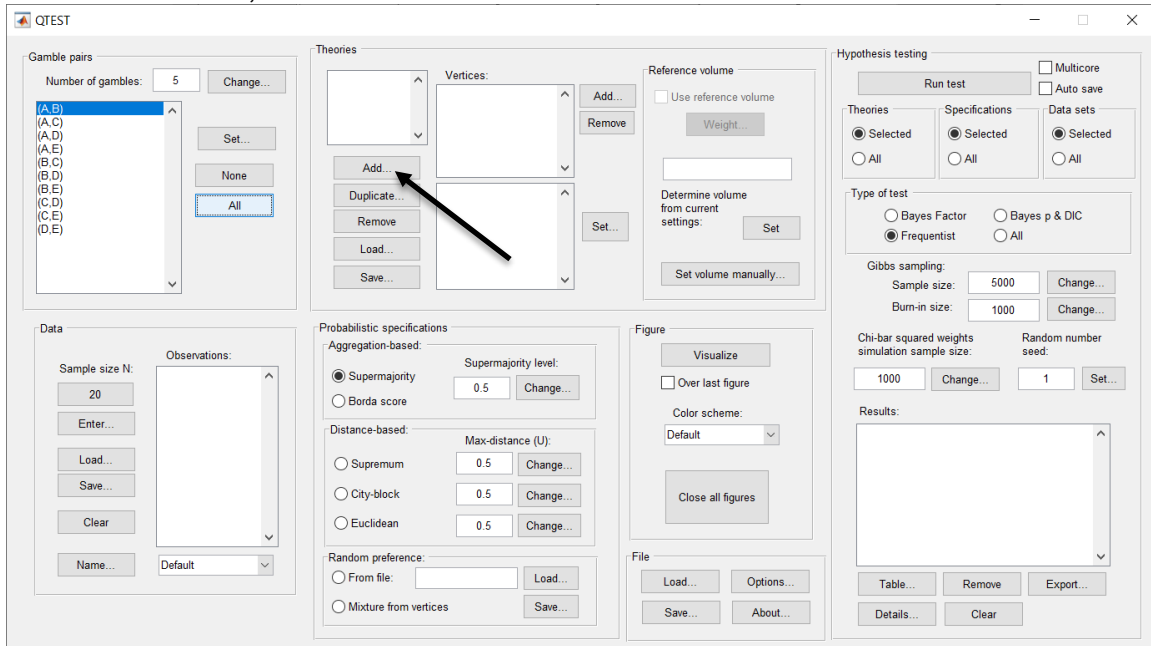 QTEST
Gamble pairs
Number of gambles: 5 Change...
(A,B)
(A,C)
(A,D)
(A,E)
(B,C)
(B,D)
(B,E)
(C,D)
(C,E)
(D,E)
Set...
None
All
Theories
Vertices:
Add...
Remove
Add...
Duplicate...
Remove
Load...
Save...
Set...
Reference volume
Use reference volume
Weight...
Determine volume
from current
settings:
Set
Set volume manually...
Hypothesis testing
Run test
Multicore
Auto save
Theories
Selected
All
Specifications
Selected
All
Data sets
Selected
All
Type of test
Bayes Factor Bayes p & DIC
Frequentist All
Gibbs sampling:
Sample size: 5000 Change...
Burn-in size: 1000 Change...
Chi-bar squared weights
simulation sample size:
1000 Change...
Random number
seed:
1 Set...
Results:
Table... Remove Export...
Details... Clear
Data
Sample size N:
20
Enter...
Load...
Save...
Clear
Name... Default
Observations:
Probabilistic specifications
Aggregation-based:
Supermajority level:
Supermajority 0.5 Change...
Borda score
Distance-based:
Max-distance (U):
Supremum 0.5 Change...
City-block 0.5 Change...
Euclidean 0.5 Change...
Random preference:
From file: Load...
Mixture from vertices Save...
Figure
Visualize
Over last figure
Color scheme:
Default
Close all figures
File
Load... Options...
Save... About...